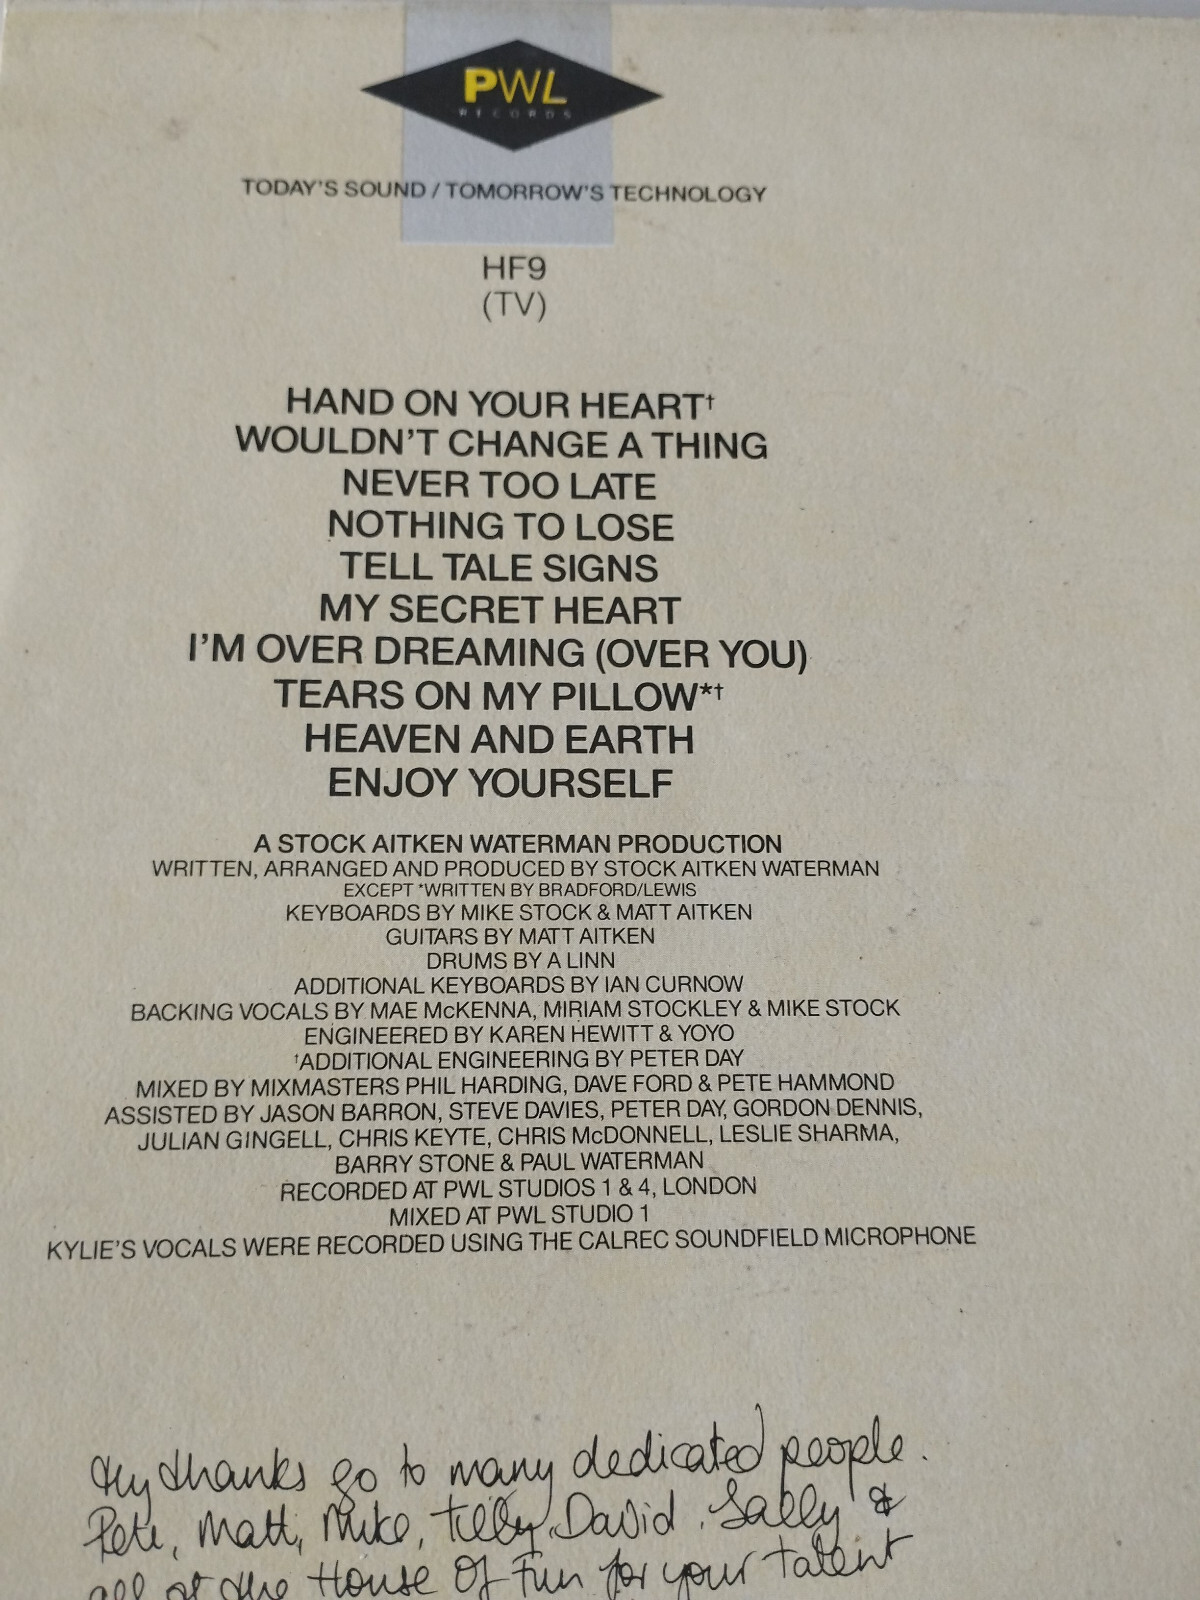 PWL
RECORDS
TODAY'S SOUND / TOMORROW'S TECHNOLOGY
HF9
(TV)
HAND ON YOUR HEART†
WOULDN'T CHANGE A THING
NEVER TOO LATE
NOTHING TO LOSE
TELL TALE SIGNS
MY SECRET HEART
I'M OVER DREAMING (OVER YOU)
TEARS ON MY PILLOW*†
HEAVEN AND EARTH
ENJOY YOURSELF
A STOCK AITKEN WATERMAN PRODUCTION
WRITTEN, ARRANGED AND PRODUCED BY STOCK AITKEN WATERMAN
EXCEPT *WRITTEN BY BRADFORD/LEWIS
KEYBOARDS BY MIKE STOCK & MATT AITKEN
GUITARS BY MATT AITKEN
DRUMS BY A LINN
ADDITIONAL KEYBOARDS BY IAN CURNOW
BACKING VOCALS BY MAE McKENNA, MIRIAM STOCKLEY & MIKE STOCK
ENGINEERED BY KAREN HEWITT & YOYO
†ADDITIONAL ENGINEERING BY PETER DAY
MIXED BY MIXMASTERS PHIL HARDING, DAVE FORD & PETE HAMMOND
ASSISTED BY JASON BARRON, STEVE DAVIES, PETER DAY, GORDON DENNIS,
JULIAN GINGELL, CHRIS KEYTE, CHRIS McDONNELL, LESLIE SHARMA,
BARRY STONE & PAUL WATERMAN
RECORDED AT PWL STUDIOS 1 & 4, LONDON
MIXED AT PWL STUDIO 1
KYLIE'S VOCALS WERE RECORDED USING THE CALREC SOUNDFIELD MICROPHONE
My thanks go to many dedicated people.
Pete, Matt, Mike, Tilly, David, Sally &
all at the House Of Fun for your talent